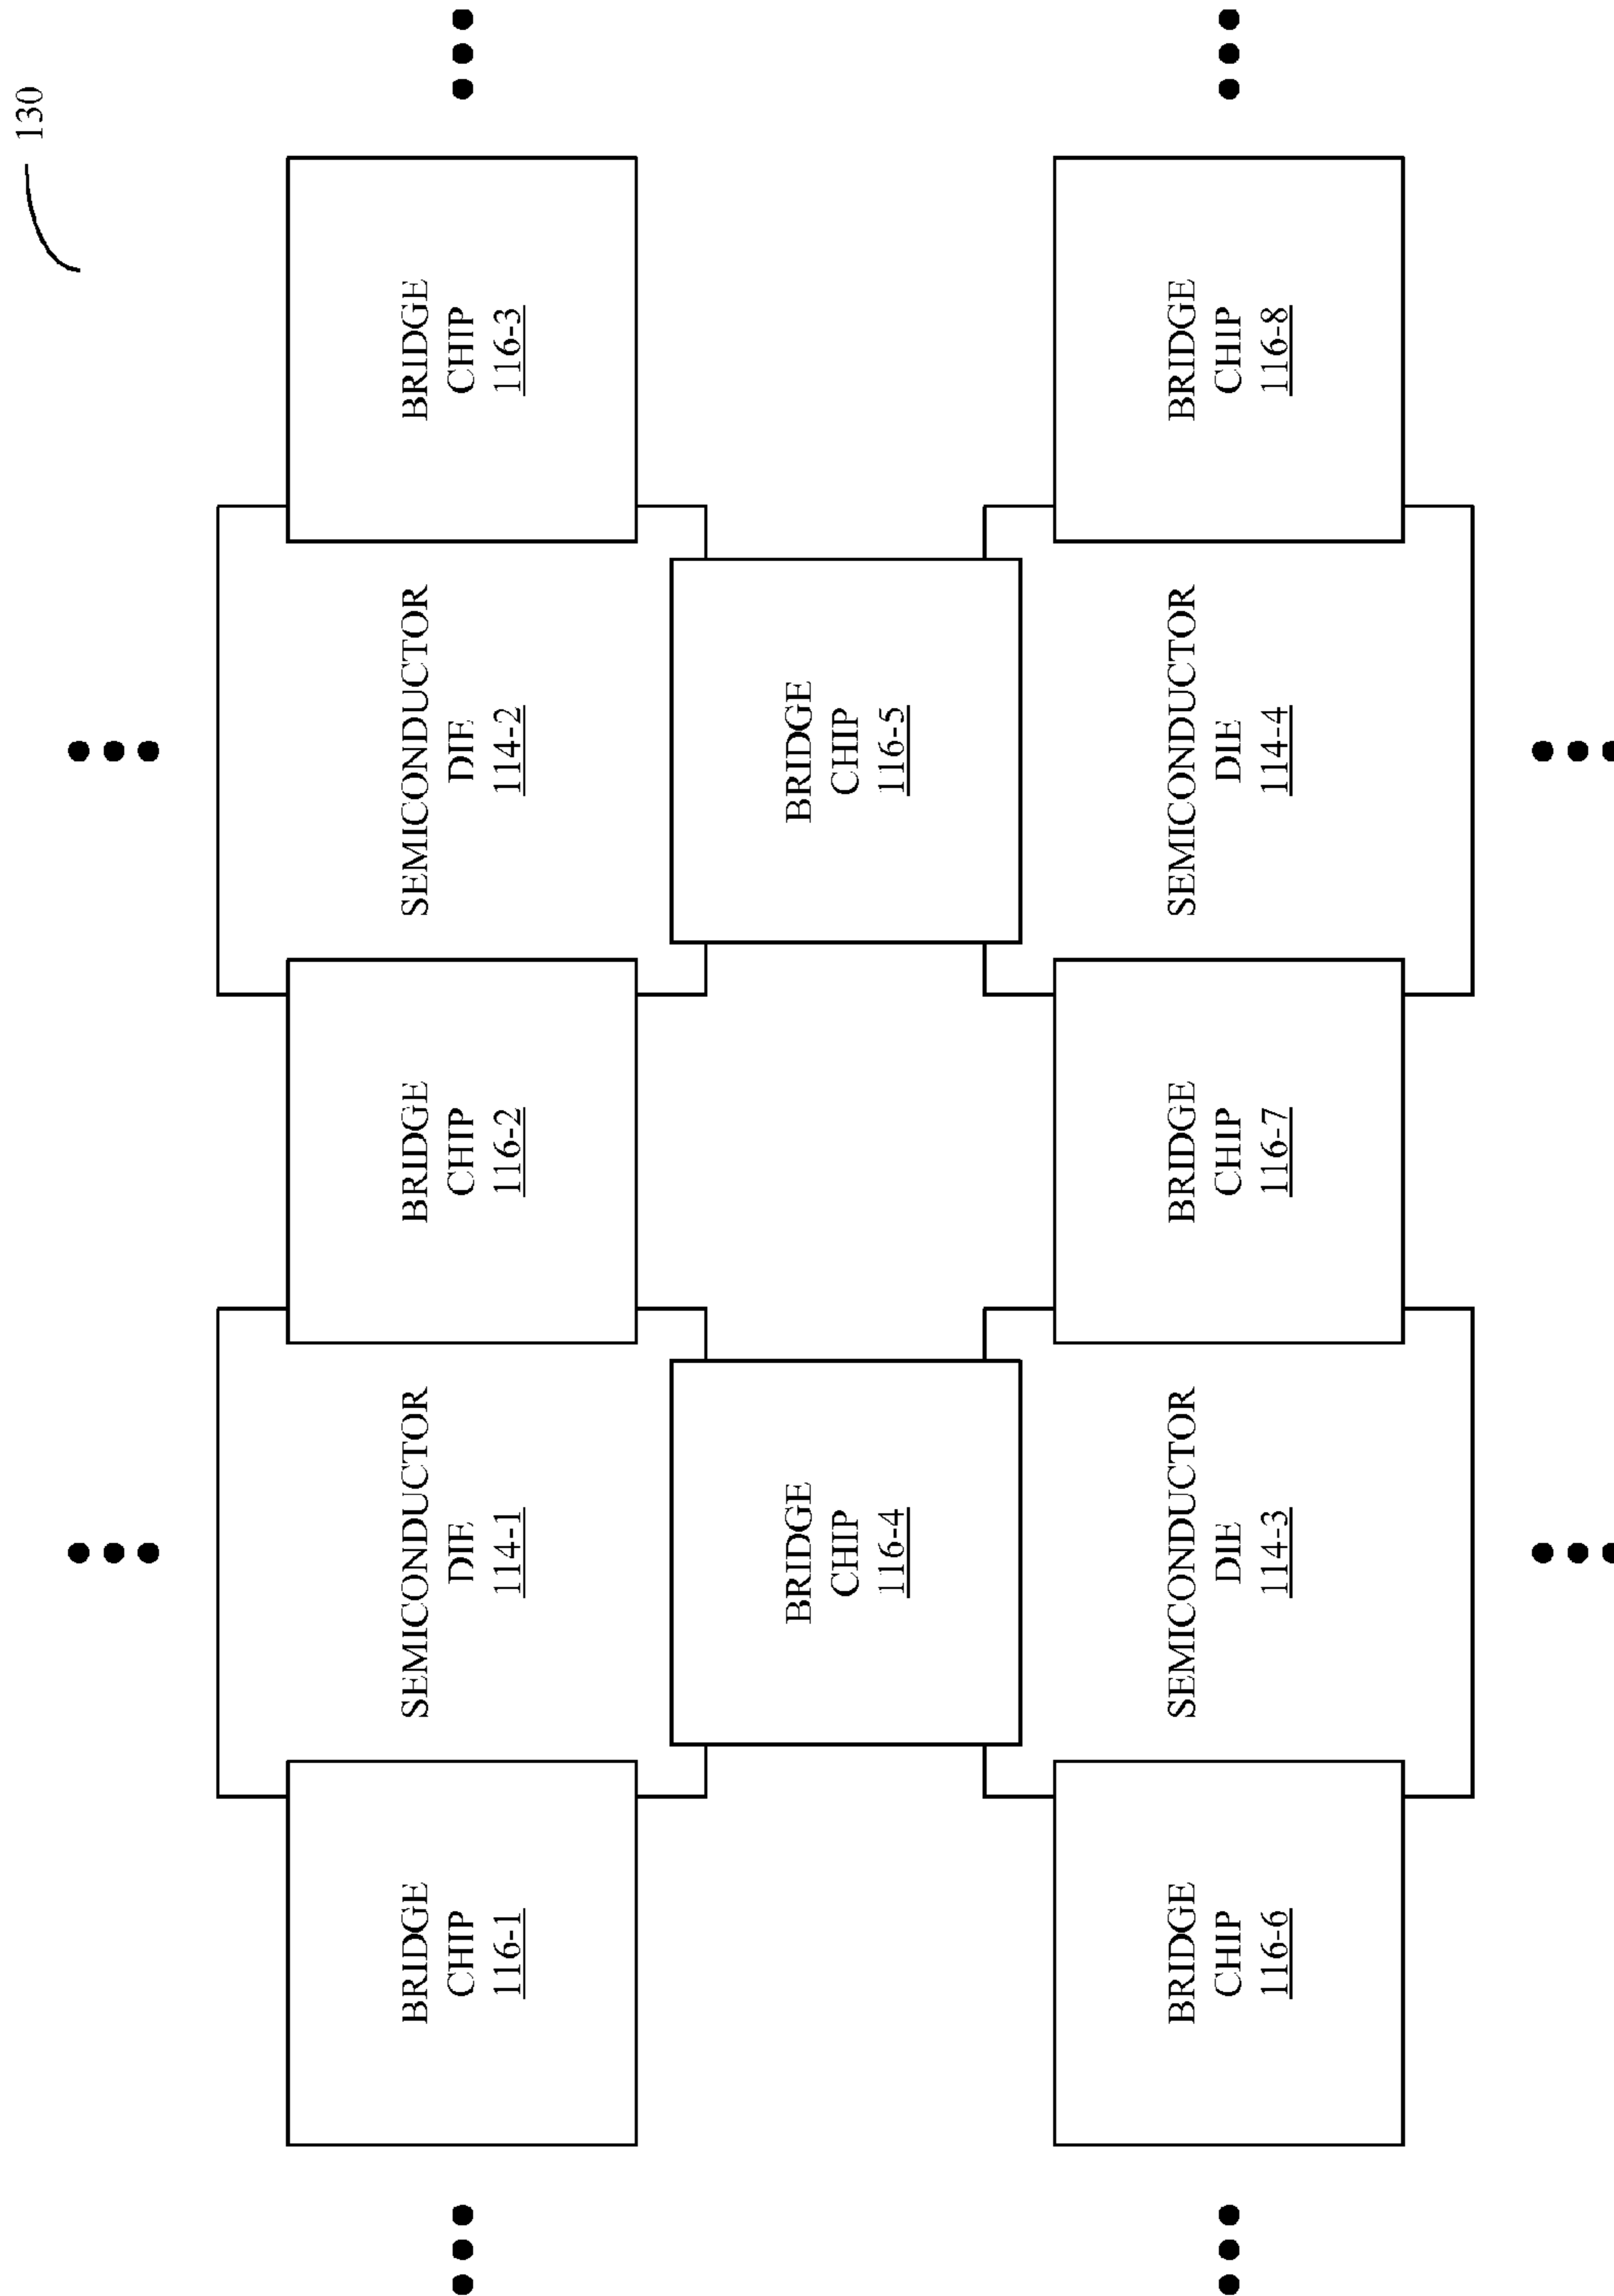 130
BRIDGE
CHIP
116-1
SEMICONDUCTOR
DIE
114-1
BRIDGE
CHIP
116-2
SEMICONDUCTOR
DIE
114-2
BRIDGE
CHIP
116-3
BRIDGE
CHIP
116-4
BRIDGE
CHIP
116-5
BRIDGE
CHIP
116-6
SEMICONDUCTOR
DIE
114-3
BRIDGE
CHIP
116-7
SEMICONDUCTOR
DIE
114-4
BRIDGE
CHIP
116-8